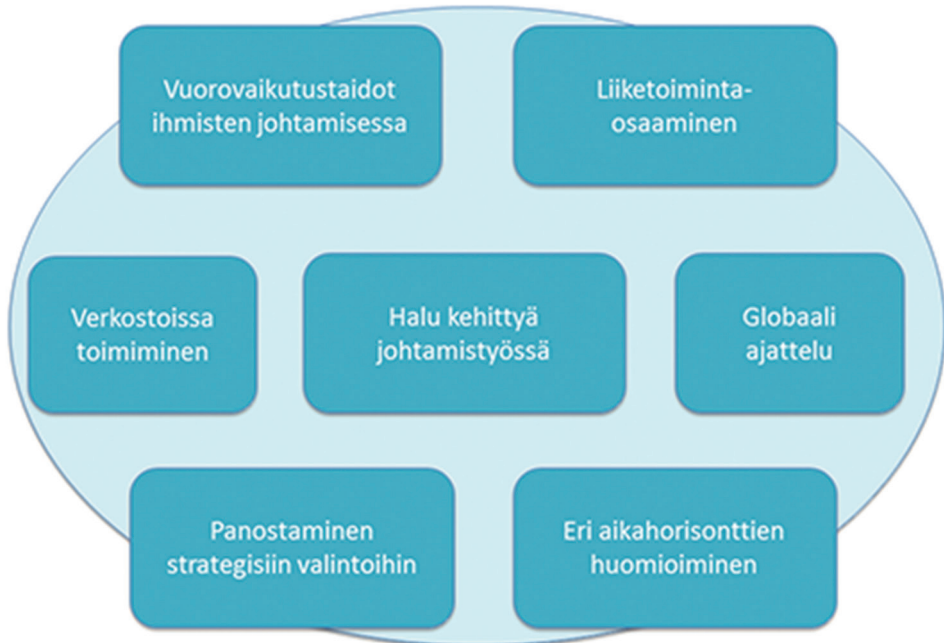 Vuorovaikutustaidot
ihmisten johtamisessa
Liiketoiminta-
osaaminen
Verkostoissa
toimiminen
Halu kehittyä
johtamistyössä
Globaali
ajattelu
Panostaminen
strategisiin valintoihin
Eri aikahorisonttien
huomioiminen